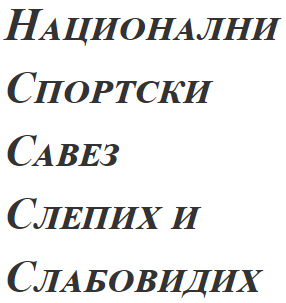 Национални
Спортски
Савез
Слепих и
Слабовидих